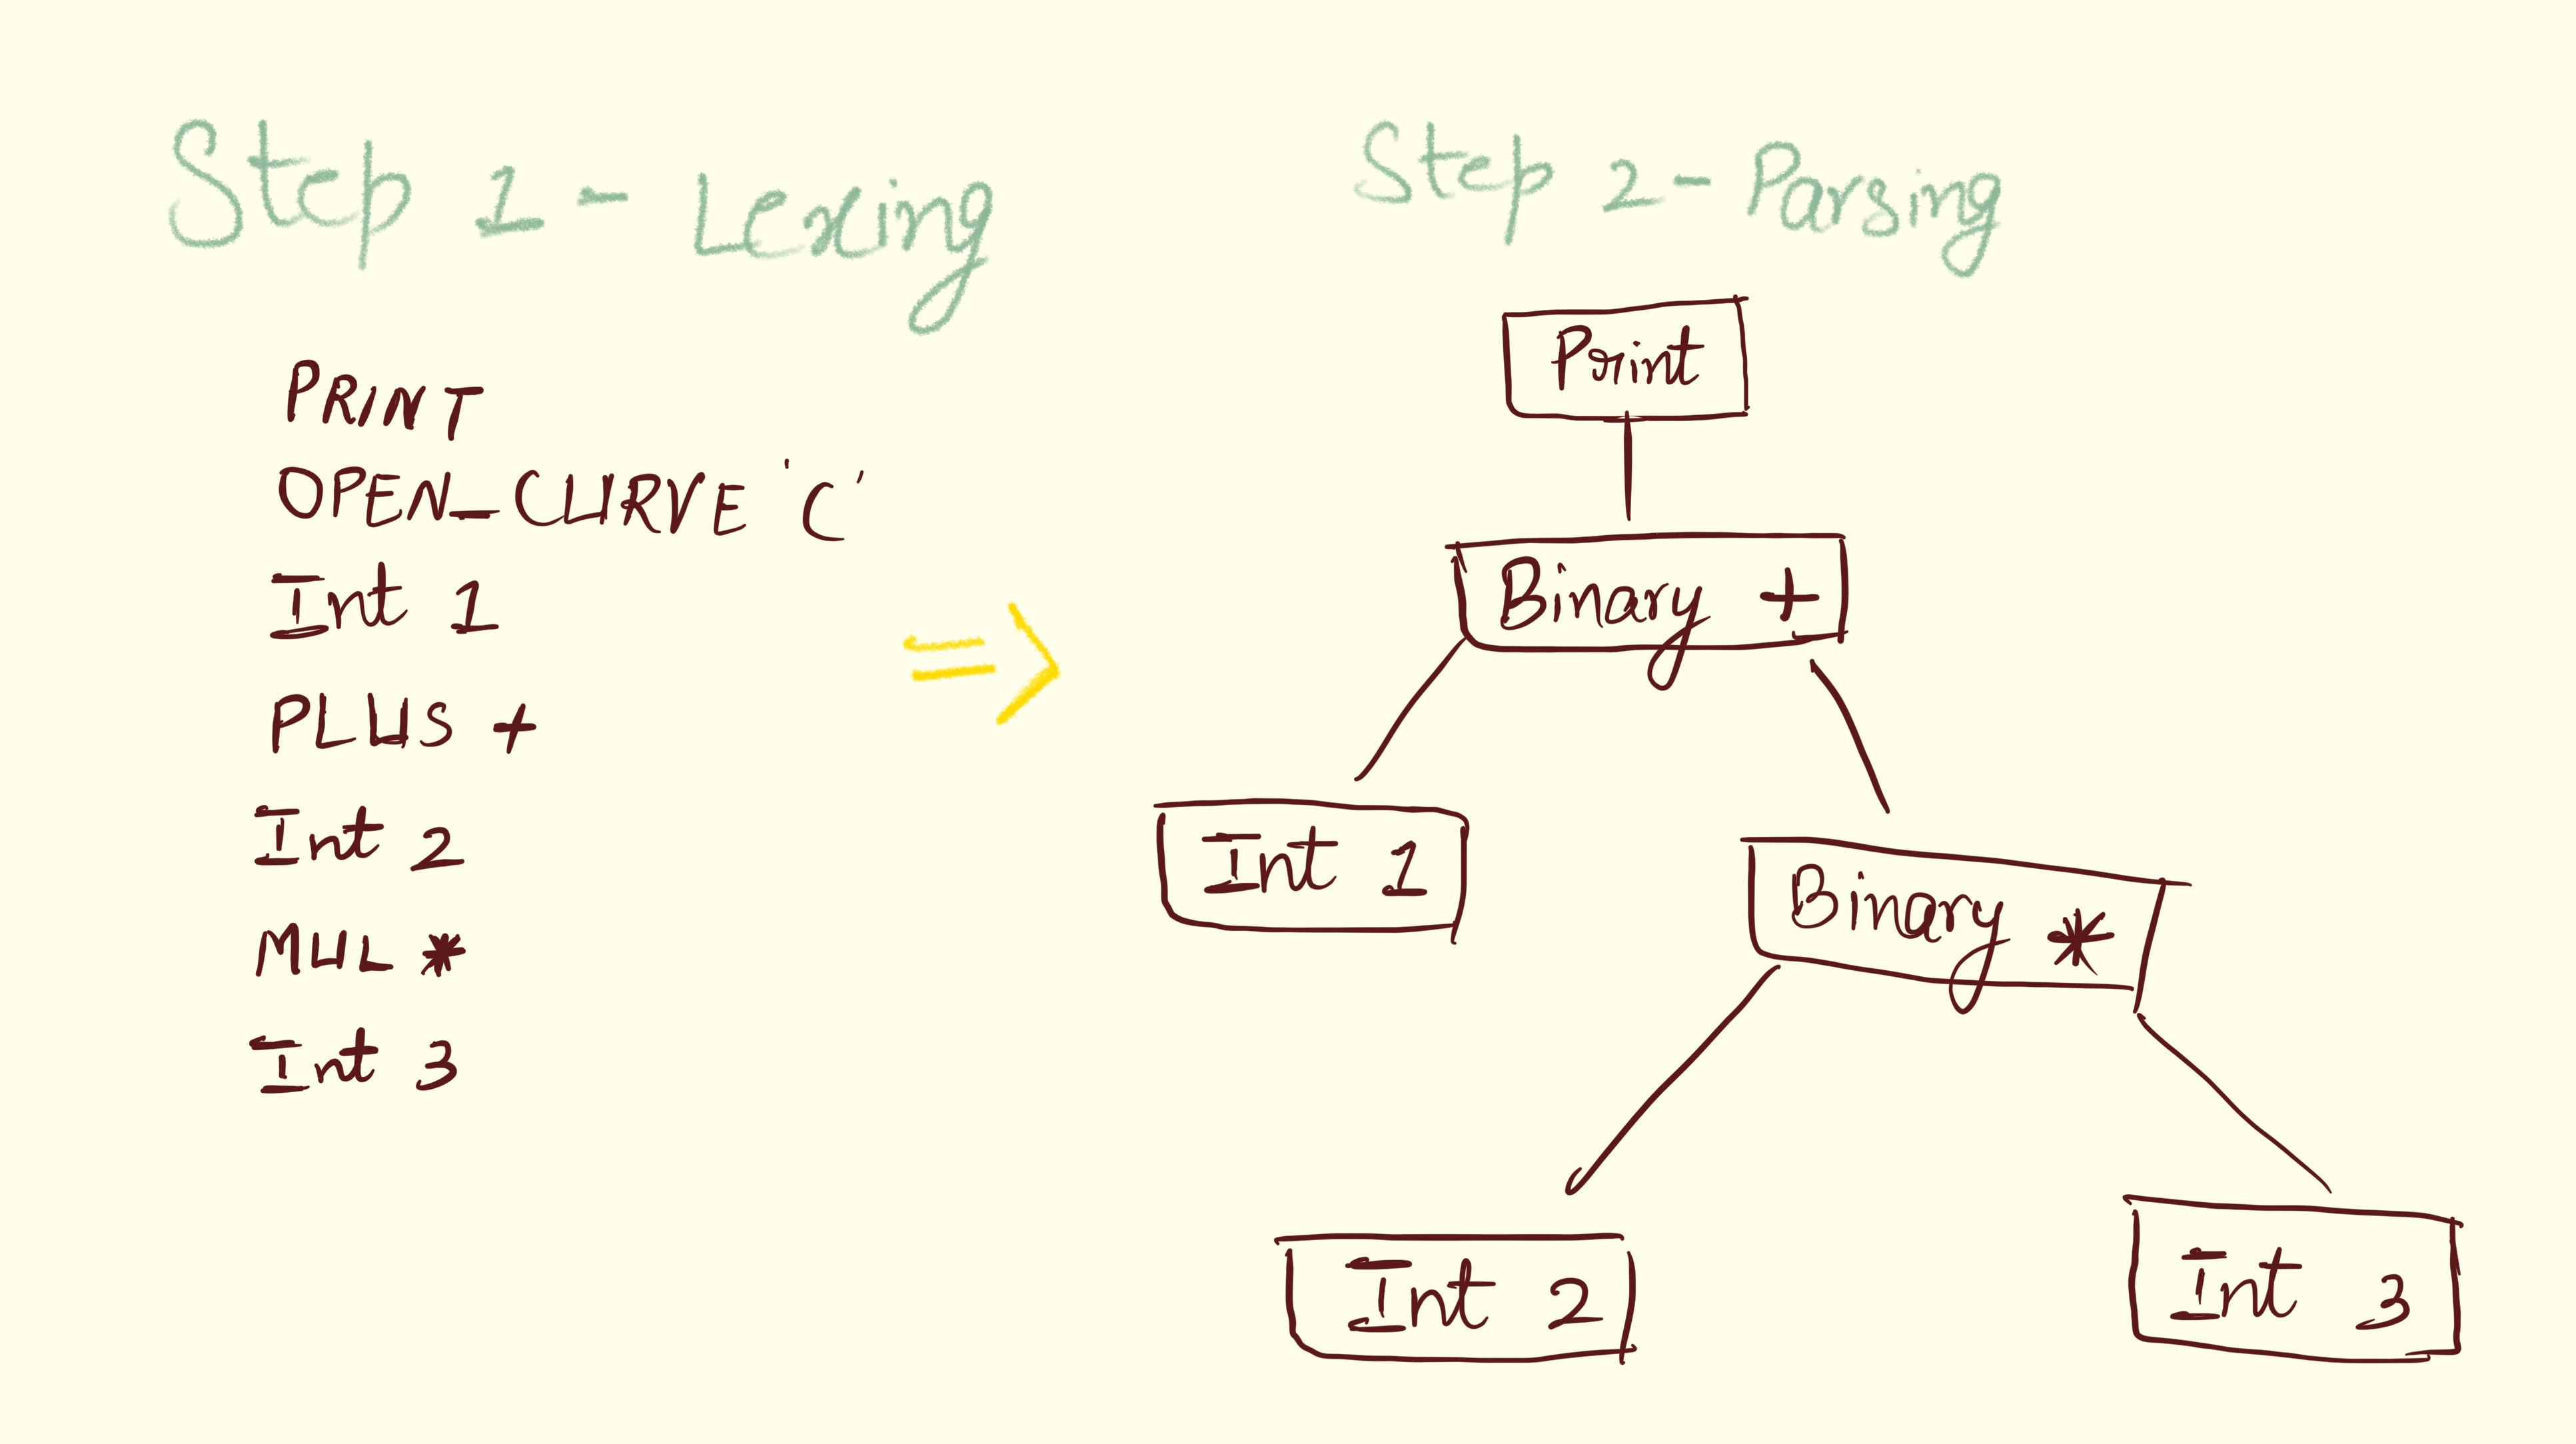 Step 1 - Lexing
PRINT
OPEN_CURVE '('
Int 1
PLUS +
Int 2
MUL *
Int 3
=>
Step 2 - Parsing
Print
Binary +
Int 1
Binary *
Int 2
Int 3